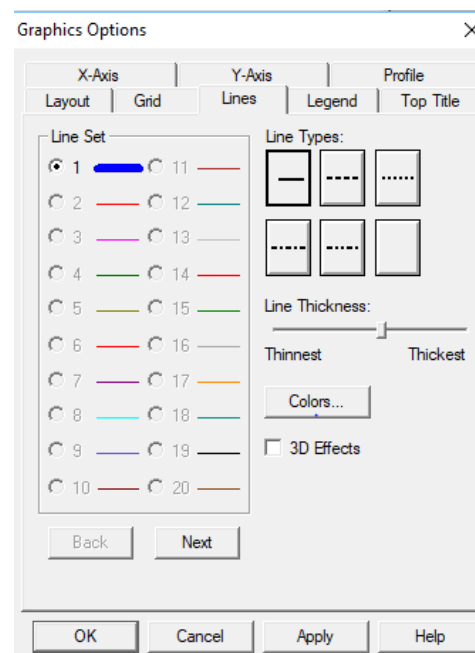 Graphics Options
X-Axis Y-Axis Profile
Layout Grid Lines Legend Top Title
Line Set
1 11
2 12
3 13
4 14
5 15
6 16
7 17
8 18
9 19
10 20
Back Next
Line Types:
Line Thickness:
Thinnest Thickest
Colors...
3D Effects
OK Cancel Apply Help